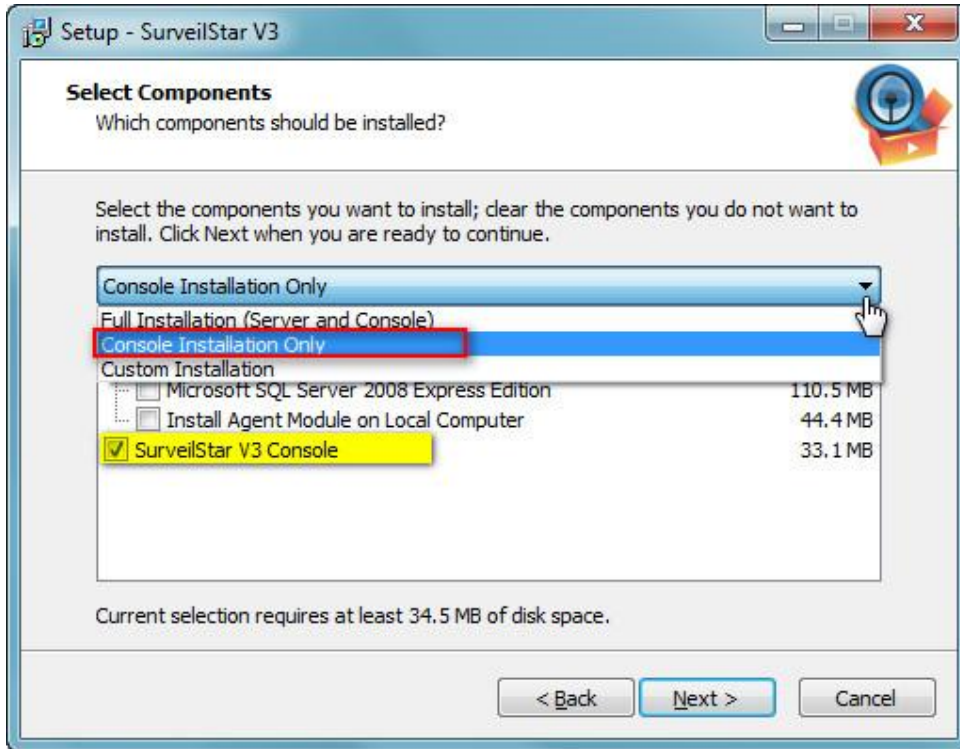 Setup - SurveilStar V3
Select Components
Which components should be installed?
Select the components you want to install; clear the components you do not want to
install. Click Next when you are ready to continue.
Console Installation Only
Full Installation (Server and Console)
Console Installation Only
Custom Installation
Microsoft SQL Server 2008 Express Edition 110.5 MB
Install Agent Module on Local Computer 44.4 MB
SurveilStar V3 Console 33.1 MB
Current selection requires at least 34.5 MB of disk space.
< Back Next > Cancel